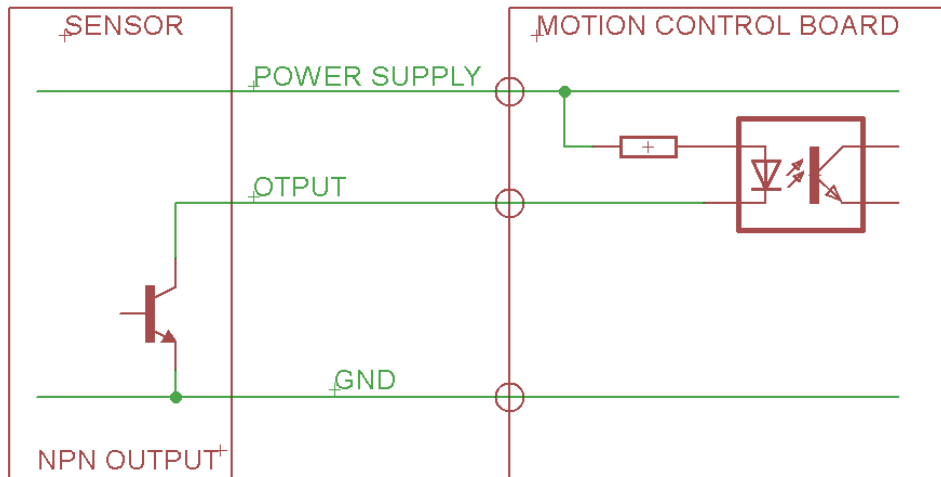 SENSOR
MOTION CONTROL BOARD
POWER SUPPLY
OTPUT
GND
NPN OUTPUT